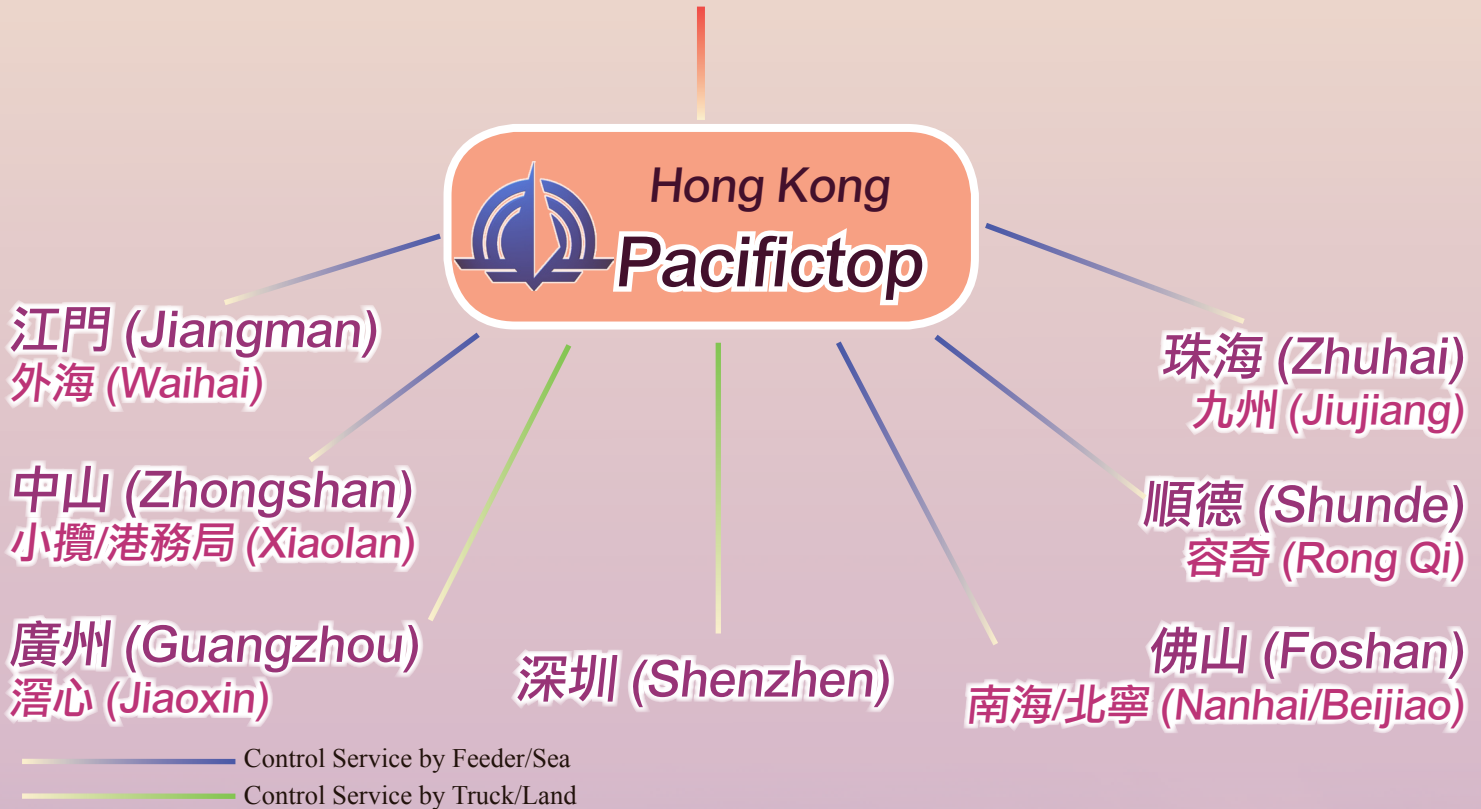 Hong Kong
Pacifictop
江門 (Jiangman)
外海 (Waihai)
中山 (Zhongshan)
小攬/港務局 (Xiaolan)
廣州 (Guangzhou)
滘心 (Jiaoxin)
深圳 (Shenzhen)
珠海 (Zhuhai)
九州 (Jiujiang)
順德 (Shunde)
容奇 (Rong Qi)
佛山 (Foshan)
南海/北寧 (Nanhai/Beijiao)
Control Service by Feeder/Sea
Control Service by Truck/Land